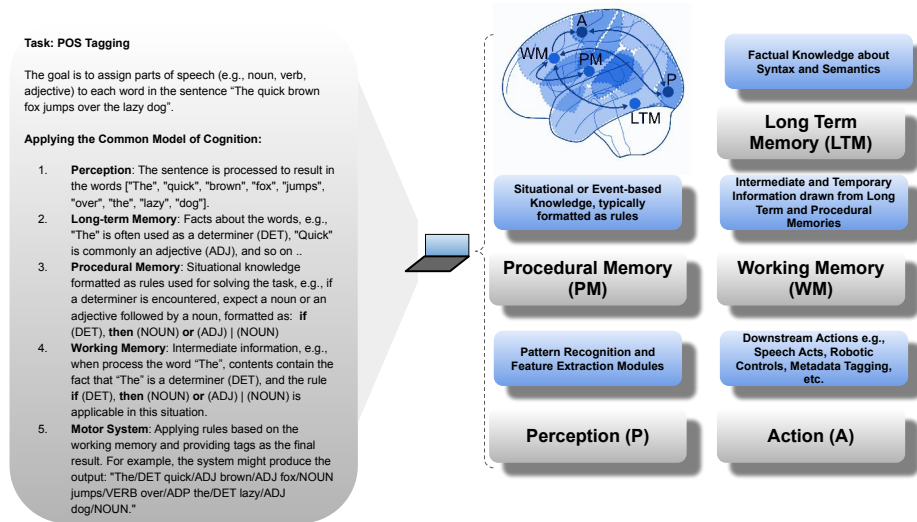 Task: POS Tagging
The goal is to assign parts of speech (e.g., noun, verb,
adjective) to each word in the sentence “The quick brown
fox jumps over the lazy dog”.
Applying the Common Model of Cognition:
1. Perception: The sentence is processed to result in
the words ["The", "quick", "brown", "fox", "jumps",
"over", "the", "lazy", "dog"].
2. Long-term Memory: Facts about the words, e.g.,
"The" is often used as a determiner (DET), "Quick"
is commonly an adjective (ADJ), and so on ..
3. Procedural Memory: Situational knowledge
formatted as rules used for solving the task, e.g., if
a determiner is encountered, expect a noun or an
adjective followed by a noun, formatted as: if
(DET), then (NOUN) or (ADJ) | (NOUN)
4. Working Memory: Intermediate information, e.g.,
when process the word “The”, contents contain the
fact that “The” is a determiner (DET), and the rule
if (DET), then (NOUN) or (ADJ) | (NOUN) is
applicable in this situation.
5. Motor System: Applying rules based on the
working memory and providing tags as the final
result. For example, the system might produce the
output: "The/DET quick/ADJ brown/ADJ fox/NOUN
jumps/VERB over/ADP the/DET lazy/ADJ
dog/NOUN."
A
WM
PM
P
LTM
Factual Knowledge about
Syntax and Semantics
Long Term
Memory (LTM)
Situational or Event-based
Knowledge, typically
formatted as rules
Procedural Memory
(PM)
Intermediate and Temporary
Information drawn from Long
Term and Procedural
Memories
Working Memory
(WM)
Pattern Recognition and
Feature Extraction Modules
Perception (P)
Downstream Actions e.g.,
Speech Acts, Robotic
Controls, Metadata Tagging,
etc.
Action (A)